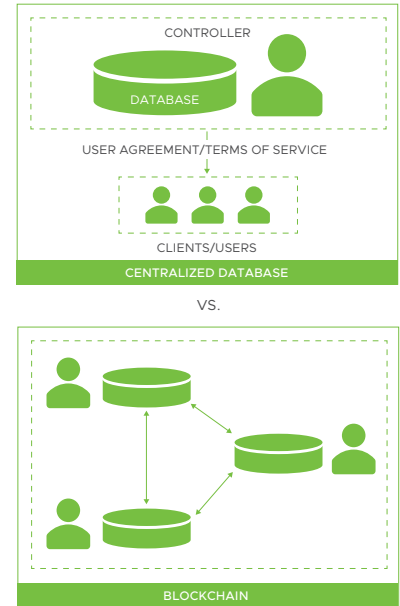 CONTROLLER
DATABASE
USER AGREEMENT/TERMS OF SERVICE
CLIENTS/USERS
CENTRALIZED DATABASE
VS.
BLOCKCHAIN